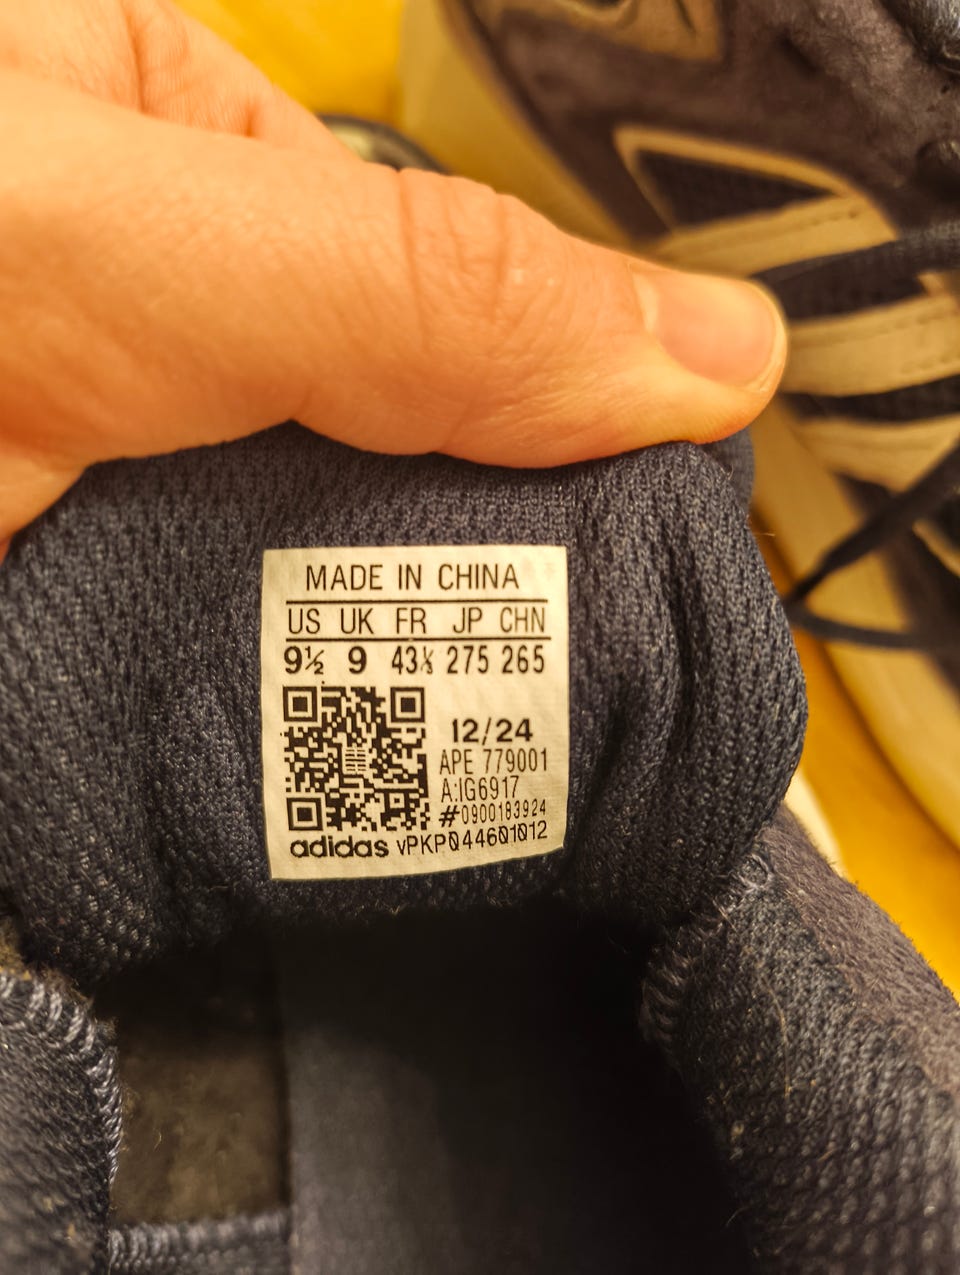 MADE IN CHINA
US UK FR JP CHN
9½ 9 43⅓ 275 265
12/24
APE 779001
A:IG6917
#0900183924
adidas vPKP044601012